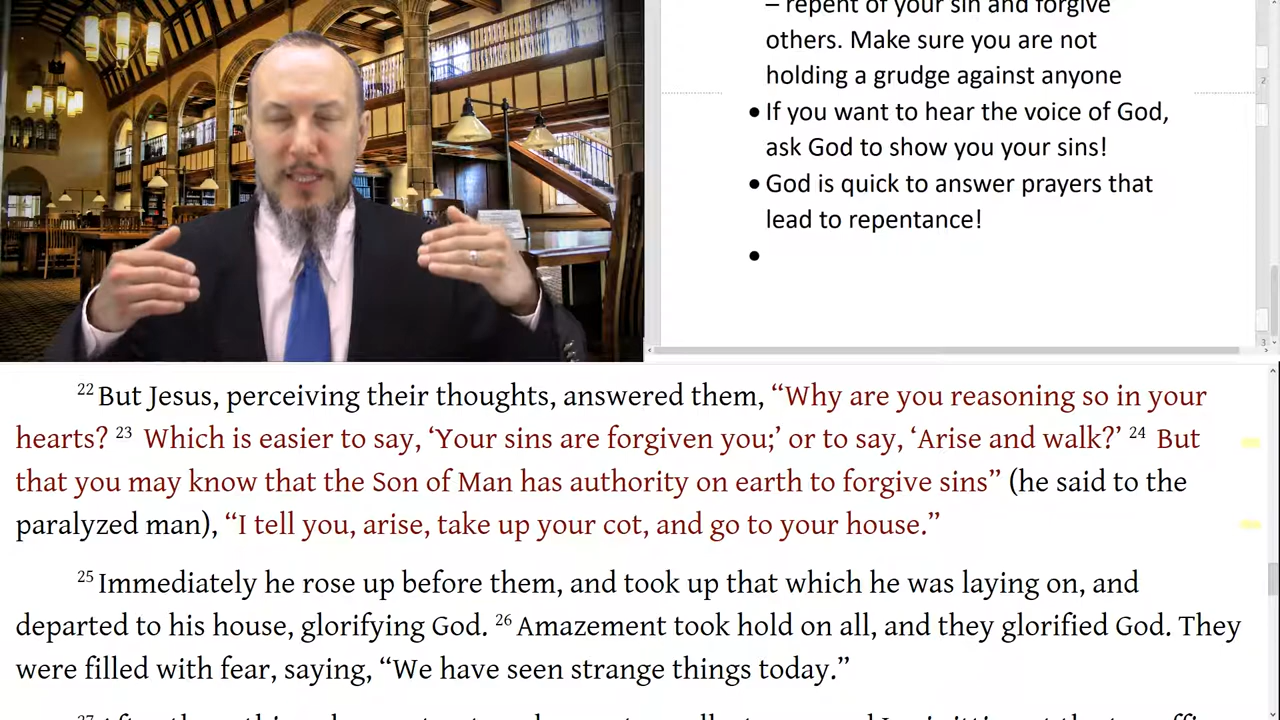 – repent of your sin and forgive
others. Make sure you are not
holding a grudge against anyone
• If you want to hear the voice of God,
ask God to show you your sins!
• God is quick to answer prayers that
lead to repentance!
•
22 But Jesus, perceiving their thoughts, answered them, “Why are you reasoning so in your
hearts? 23 Which is easier to say, ‘Your sins are forgiven you;’ or to say, ‘Arise and walk?’ 24 But
that you may know that the Son of Man has authority on earth to forgive sins” (he said to the
paralyzed man), “I tell you, arise, take up your cot, and go to your house.”
25 Immediately he rose up before them, and took up that which he was laying on, and
departed to his house, glorifying God. 26 Amazement took hold on all, and they glorified God. They
were filled with fear, saying, “We have seen strange things today.”